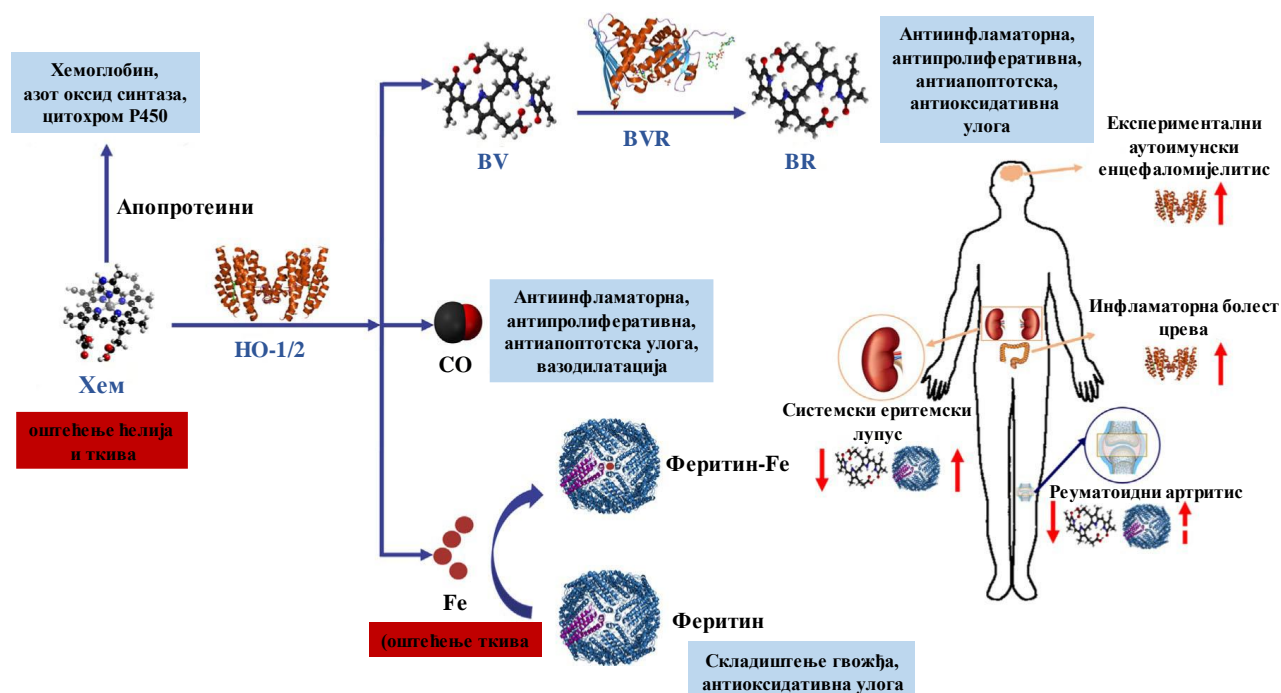 Хемоглобин,
азот оксид синтаза,
цитохром P450
Апопротеини
Хем
оштећење ћелија
и ткива
HO-1/2
BV
BVR
BR
Антиинфламаторна,
антипролиферативна,
антиапоптотска,
антиоксидативна
улога
CO
Антиинфламаторна,
антипролиферативна,
антиапоптотска улога,
вазодилатација
Феритин-Fe
Fe
(оштећење ткива
Феритин
Складиштење гвожђа,
антиоксидативна улога
Експериментални
аутоимунски
енцефаломијелитис
Инфламаторна болест
црева
Системски еритемски
лупус
Реуматоидни артритис